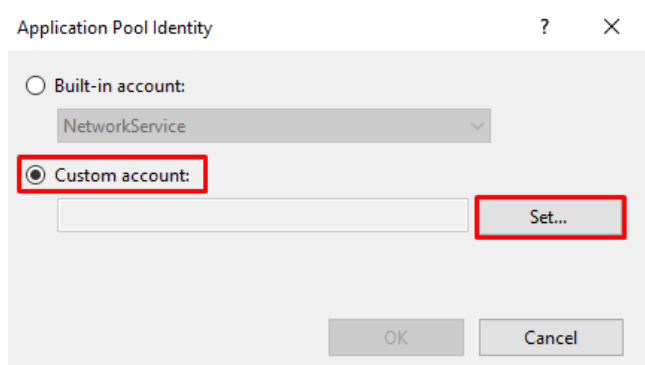 Application Pool Identity ?
Built-in account:
NetworkService
Custom account:
Set...
OK Cancel